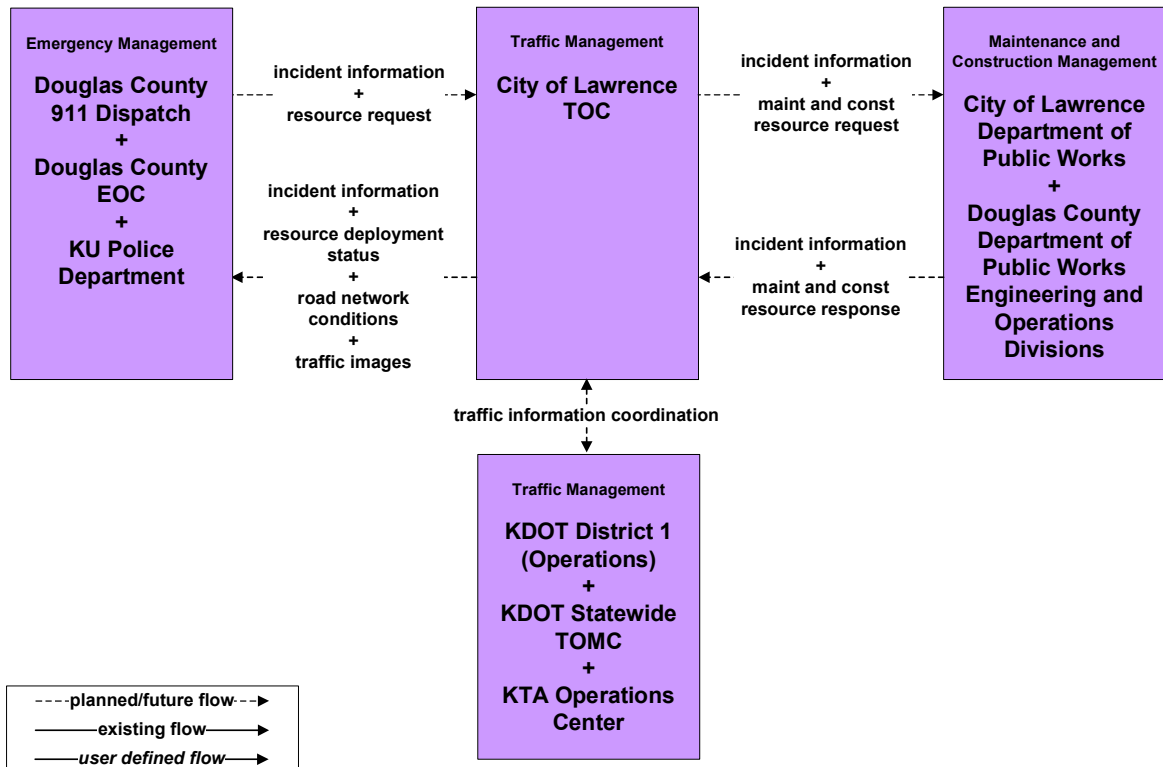 Emergency Management
Douglas County
911 Dispatch
+
Douglas County
EOC
+
KU Police
Department
incident information
+
resource request
incident information
+
resource deployment
status
+
road network
conditions
+
traffic images
Traffic Management
City of Lawrence
TOC
incident information
+
maint and const
resource request
incident information
+
maint and const
resource response
Maintenance and
Construction Management
City of Lawrence
Department of
Public Works
+
Douglas County
Department of
Public Works
Engineering and
Operations
Divisions
traffic information coordination
Traffic Management
KDOT District 1
(Operations)
+
KDOT Statewide
TOMC
+
KTA Operations
Center
planned/future flow
existing flow
user defined flow